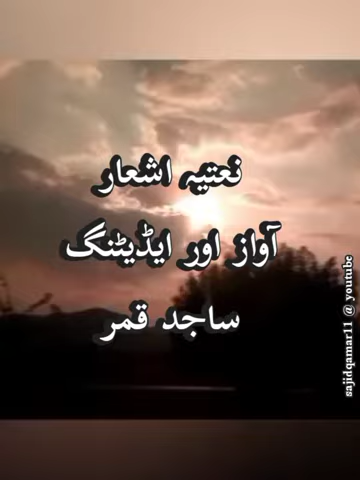 نعتیہ اشعار
آواز اور ایڈیٹنگ
ساجد قمر
sajidqamar11 @ youtube